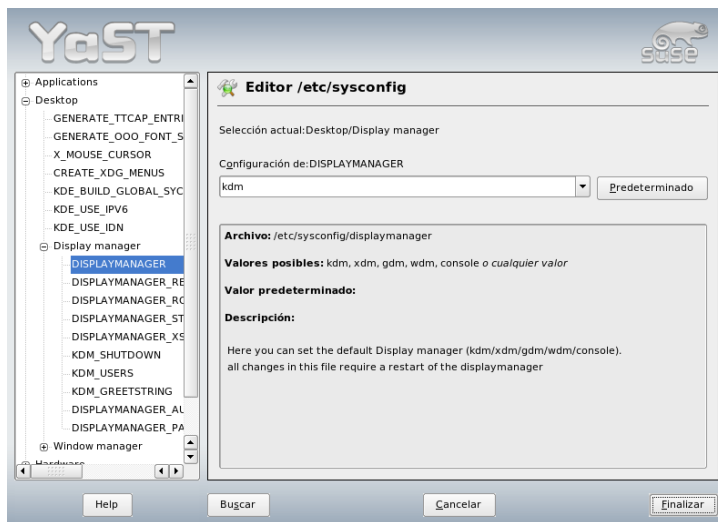 YaST
SUSE
Applications
Desktop
GENERATE_TTCAP_ENTRI
GENERATE_OOO_FONT_S
X_MOUSE_CURSOR
CREATE_XDG_MENUS
KDE_BUILD_GLOBAL_SYC
KDE_USE_IPV6
KDE_USE_IDN
Display manager
DISPLAYMANAGER
DISPLAYMANAGER_RE
DISPLAYMANAGER_RO
DISPLAYMANAGER_ST
DISPLAYMANAGER_XS
KDM_SHUTDOWN
KDM_USERS
KDM_GREETSTRING
DISPLAYMANAGER_AU
DISPLAYMANAGER_PA
Window manager
Hardware
Editor /etc/sysconfig
Selección actual:Desktop/Display manager
Configuración de:DISPLAYMANAGER
kdm
Predeterminado
Archivo: /etc/sysconfig/displaymanager
Valores posibles: kdm, xdm, gdm, wdm, console o cualquier valor
Valor predeterminado:
Descripción:
Here you can set the default Display manager (kdm/xdm/gdm/wdm/console).
all changes in this file require a restart of the displaymanager
Help
Buscar
Cancelar
Finalizar